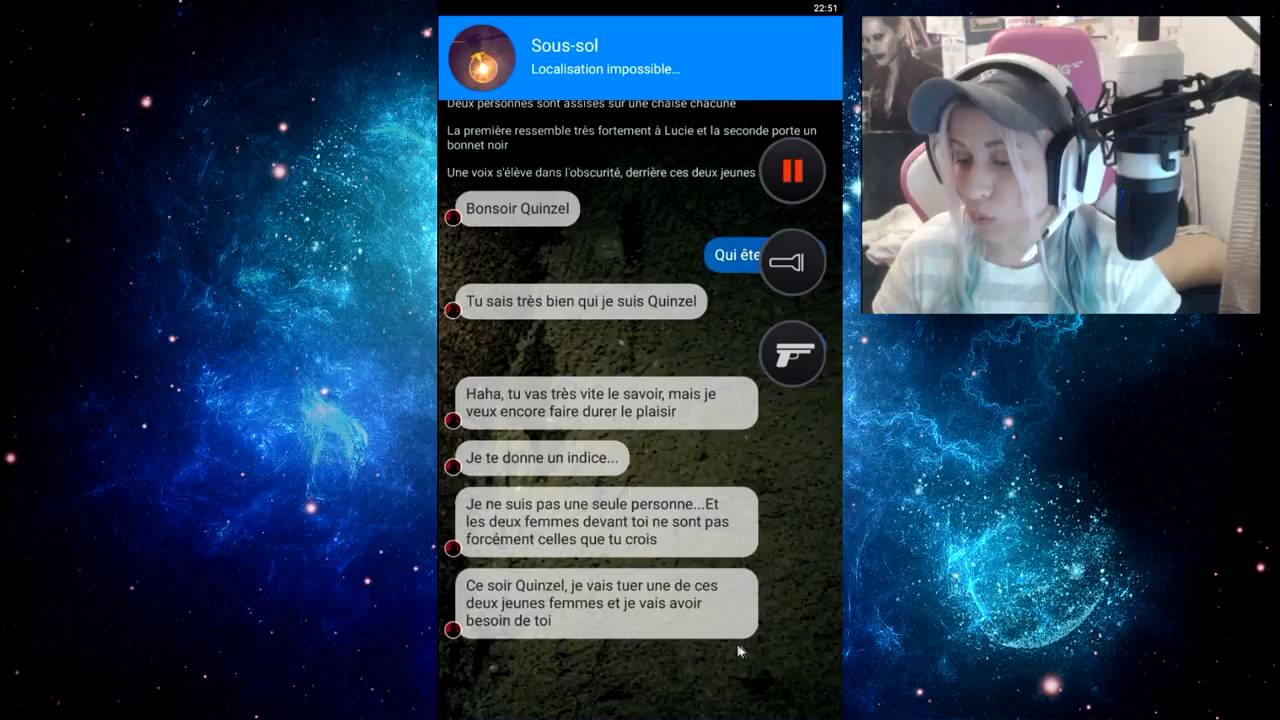 22:51
Sous-sol
Localisation impossible...
Deux personnes sont assises sur une chaise chacune
La première ressemble très fortement à Lucie et la seconde porte un
bonnet noir
Une voix s'élève dans l'obscurité, derrière ces deux jeunes
Bonsoir Quinzel
Qui ête
Tu sais très bien qui je suis Quinzel
Haha, tu vas très vite le savoir, mais je
veux encore faire durer le plaisir
Je te donne un indice...
Je ne suis pas une seule personne...Et
les deux femmes devant toi ne sont pas
forcément celles que tu crois
Ce soir Quinzel, je vais tuer une de ces
deux jeunes femmes et je vais avoir
besoin de toi